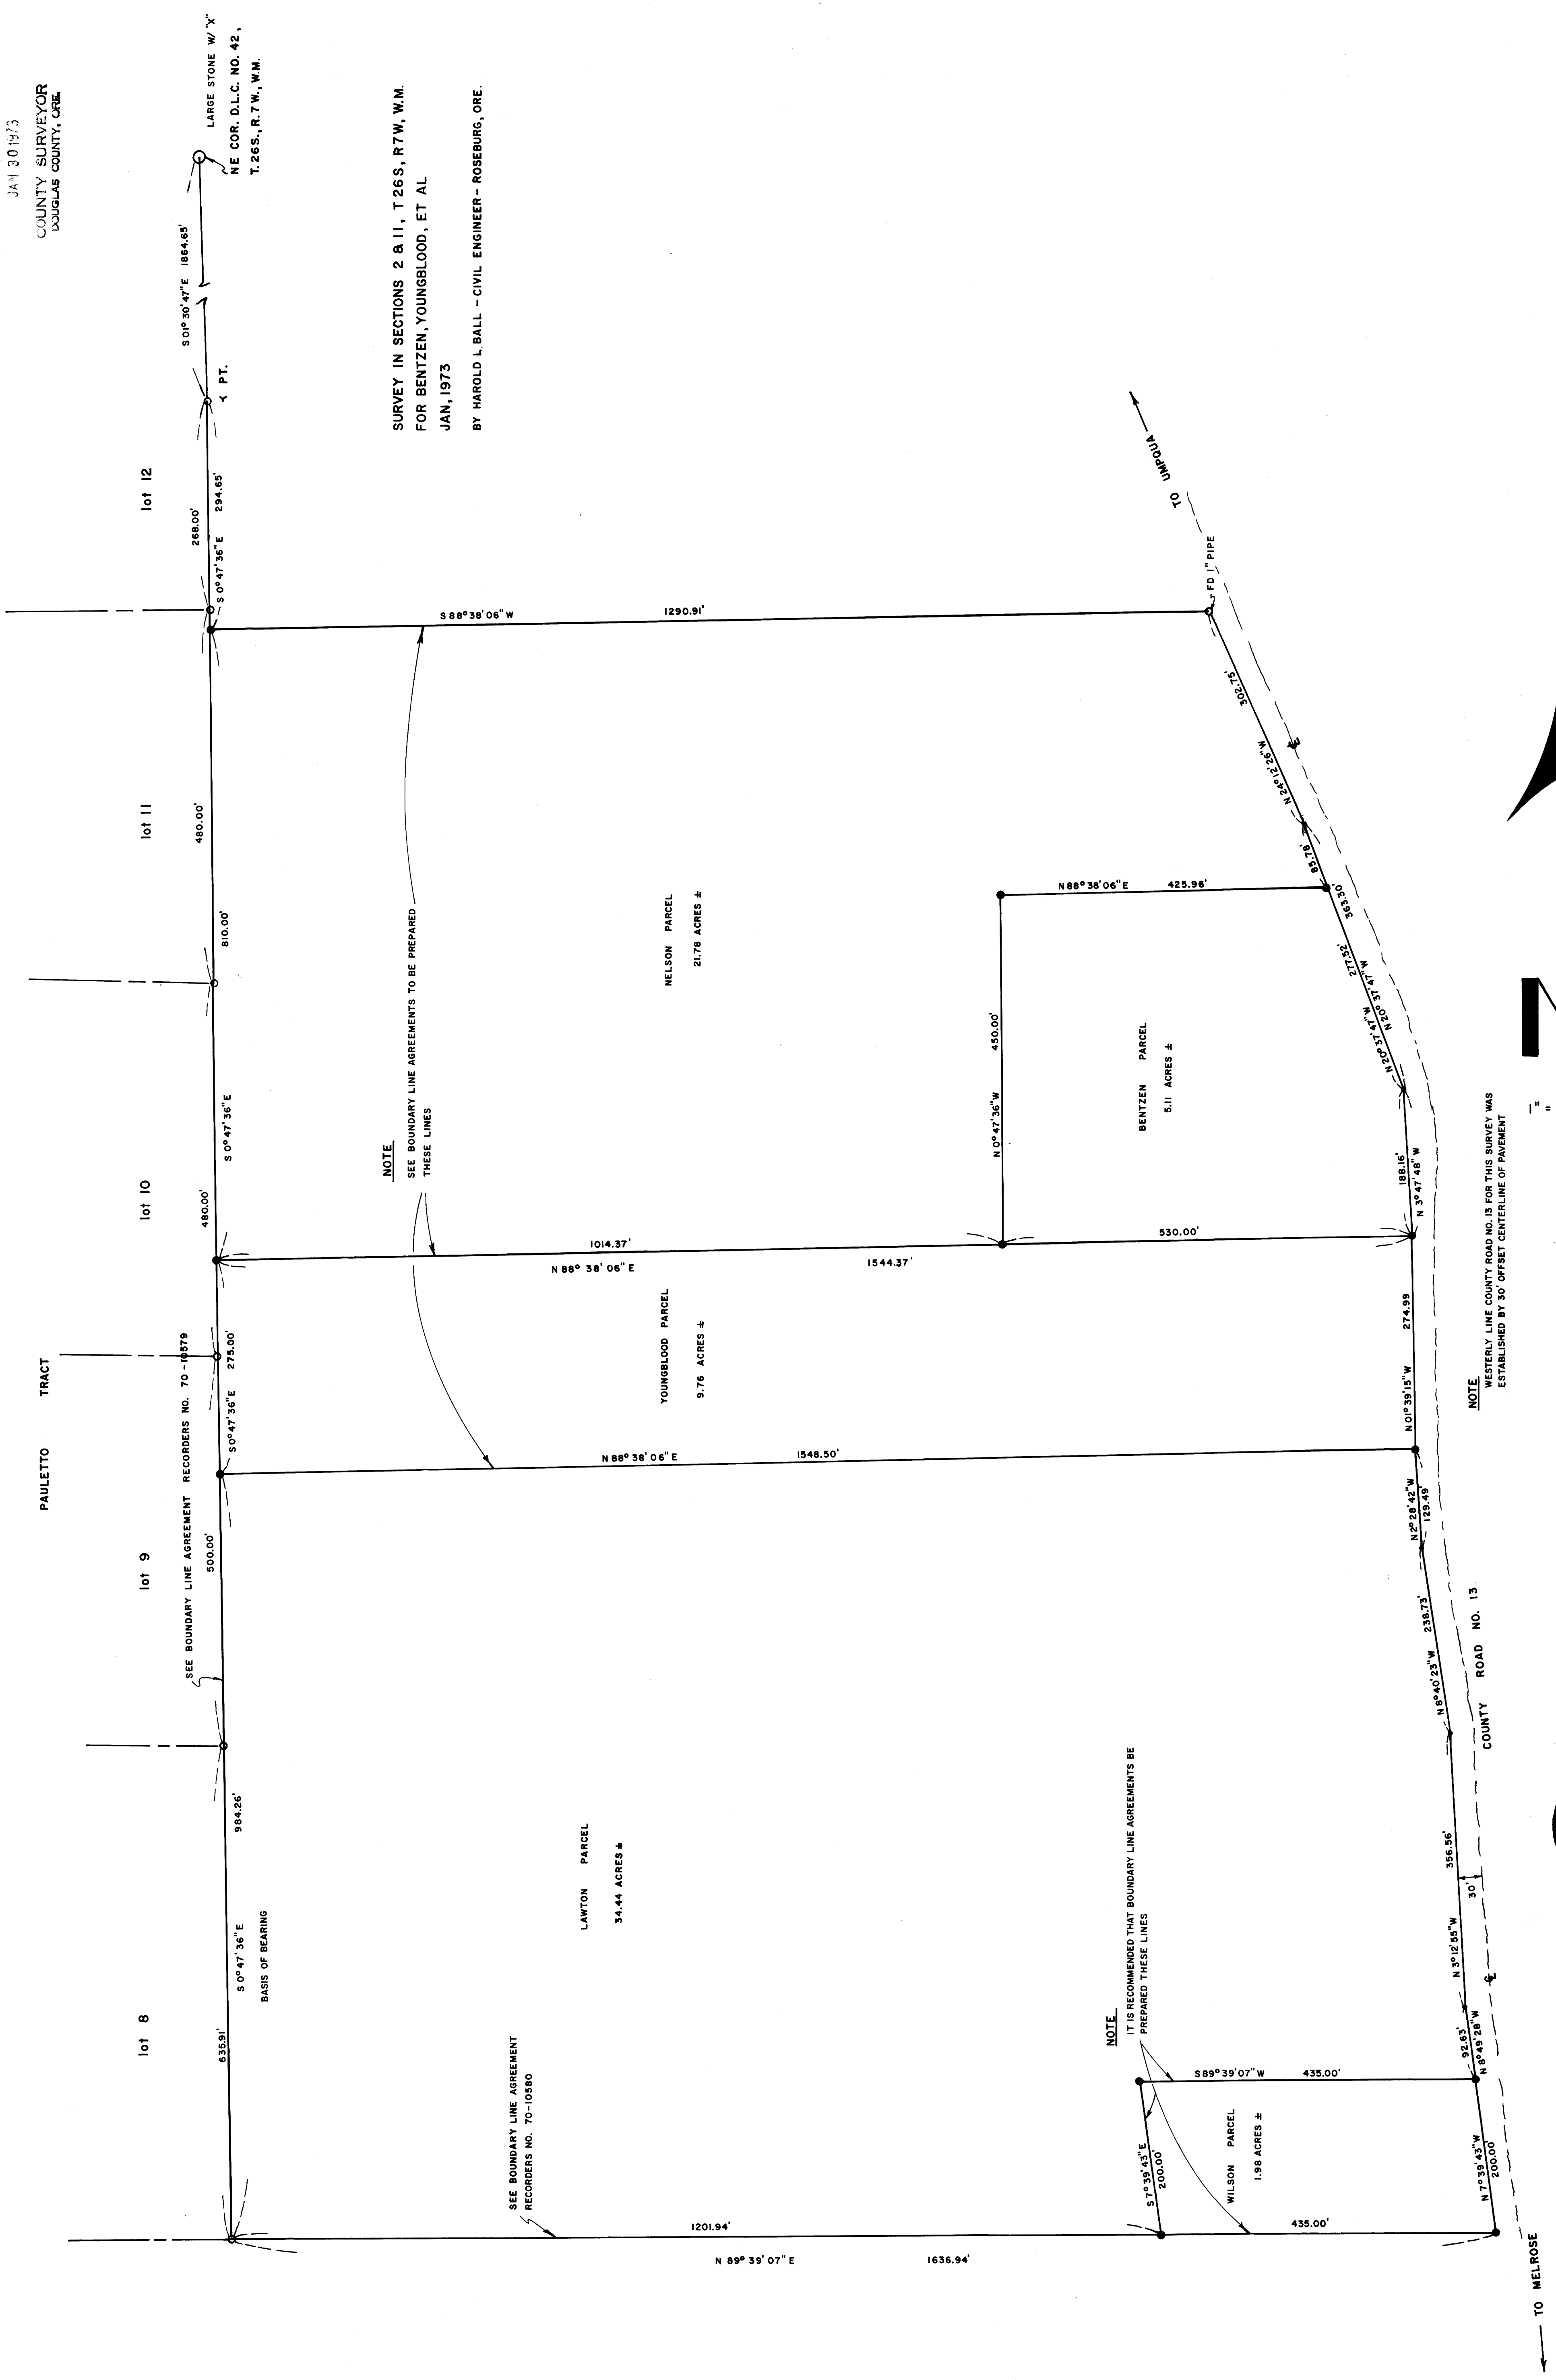 JAN 30 1973
COUNTY SURVEYOR
DOUGLAS COUNTY, ORE.
LARGE STONE W/ "X"
NE COR. D.L.C. NO. 42,
T. 26S., R. 7W., W.M.
S 01° 30' 47" E 1864.65'
∢ PT.
SURVEY IN SECTIONS 2 & 11, T 26 S, R7W, W.M.
FOR BENTZEN, YOUNGBLOOD, ET AL
JAN, 1973
BY HAROLD L. BALL - CIVIL ENGINEER - ROSEBURG, ORE.
PAULETTO TRACT
lot 12
lot 11
lot 10
lot 9
lot 8
268.00'
294.65'
S 0° 47' 36" E
480.00'
810.00'
S 0° 47' 36" E
480.00'
SEE BOUNDARY LINE AGREEMENT RECORDERS NO. 70-10579
275.00'
S 0° 47' 36" E
500.00'
984.26'
S 0° 47' 36" E
BASIS OF BEARING
635.91'
S 88° 38' 06" W 1290.91'
NOTE
SEE BOUNDARY LINE AGREEMENTS TO BE PREPARED
THESE LINES
NELSON PARCEL
21.78 ACRES ±
N 88° 38' 06" E 425.96'
N 0° 47' 36" W 450.00'
BENTZEN PARCEL
5.11 ACRES ±
1014.37'
530.00'
N 88° 38' 06" E 1544.37'
YOUNGBLOOD PARCEL
9.76 ACRES ±
N 88° 38' 06" E 1548.50'
LAWTON PARCEL
34.44 ACRES ±
SEE BOUNDARY LINE AGREEMENT
RECORDERS NO. 70-10580
NOTE
IT IS RECOMMENDED THAT BOUNDARY LINE AGREEMENTS BE
PREPARED THESE LINES
S 89° 39' 07" W 435.00'
S 7° 39' 43" E
200.00'
WILSON PARCEL
1.98 ACRES ±
1201.94'
435.00'
N 89° 39' 07" E 1636.94'
TO UMPQUA
FD 1" PIPE
302.75'
N 24° 12' 26" W
℄
85.78'
363.30'
277.52'
N 20° 37' 47" W
N 20° 37' 47" W
188.16'
N 3° 47' 48" W
274.99
N 01° 39' 15" W
N 2° 28' 42" W
129.49'
238.73'
N 8° 40' 23" W
356.56'
30'
N 3° 12' 55" W
℄
92.63'
N 8° 49' 28" W
N 7° 39' 43" W
200.00'
COUNTY ROAD NO. 13
NOTE
WESTERLY LINE COUNTY ROAD NO. 13 FOR THIS SURVEY WAS
ESTABLISHED BY 30' OFFSET CENTERLINE OF PAVEMENT
TO MELROSE
N
1"